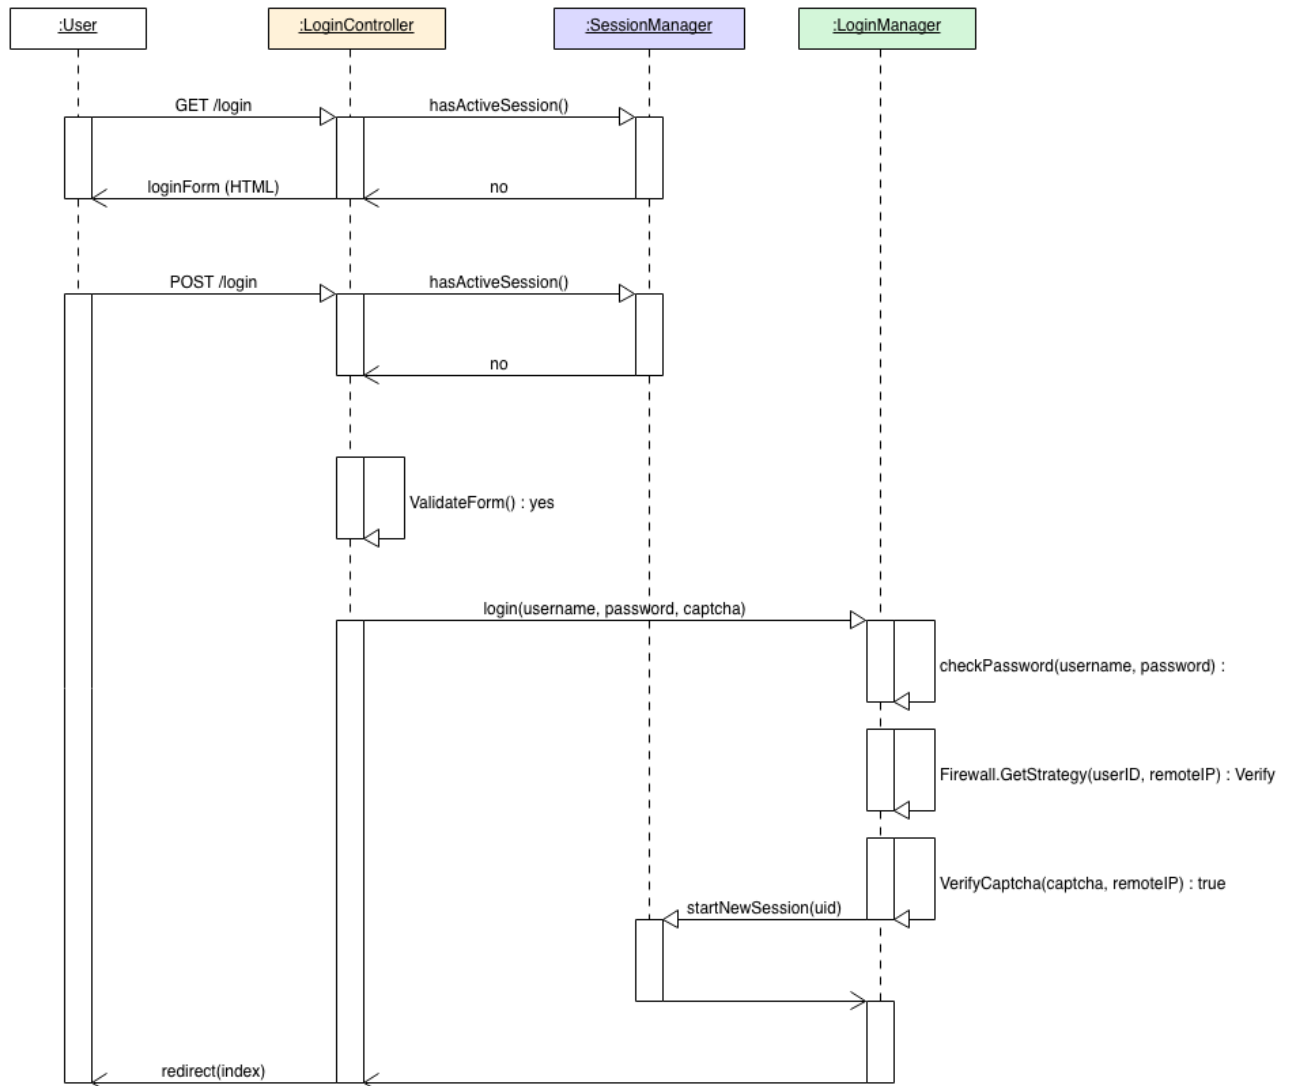 :User
:LoginController
:SessionManager
:LoginManager
GET /login
hasActiveSession()
loginForm (HTML)
no
POST /login
hasActiveSession()
no
ValidateForm() : yes
login(username, password, captcha)
checkPassword(username, password) :
Firewall.GetStrategy(userID, remoteIP) : Verify
VerifyCaptcha(captcha, remoteIP) : true
startNewSession(uid)
redirect(index)